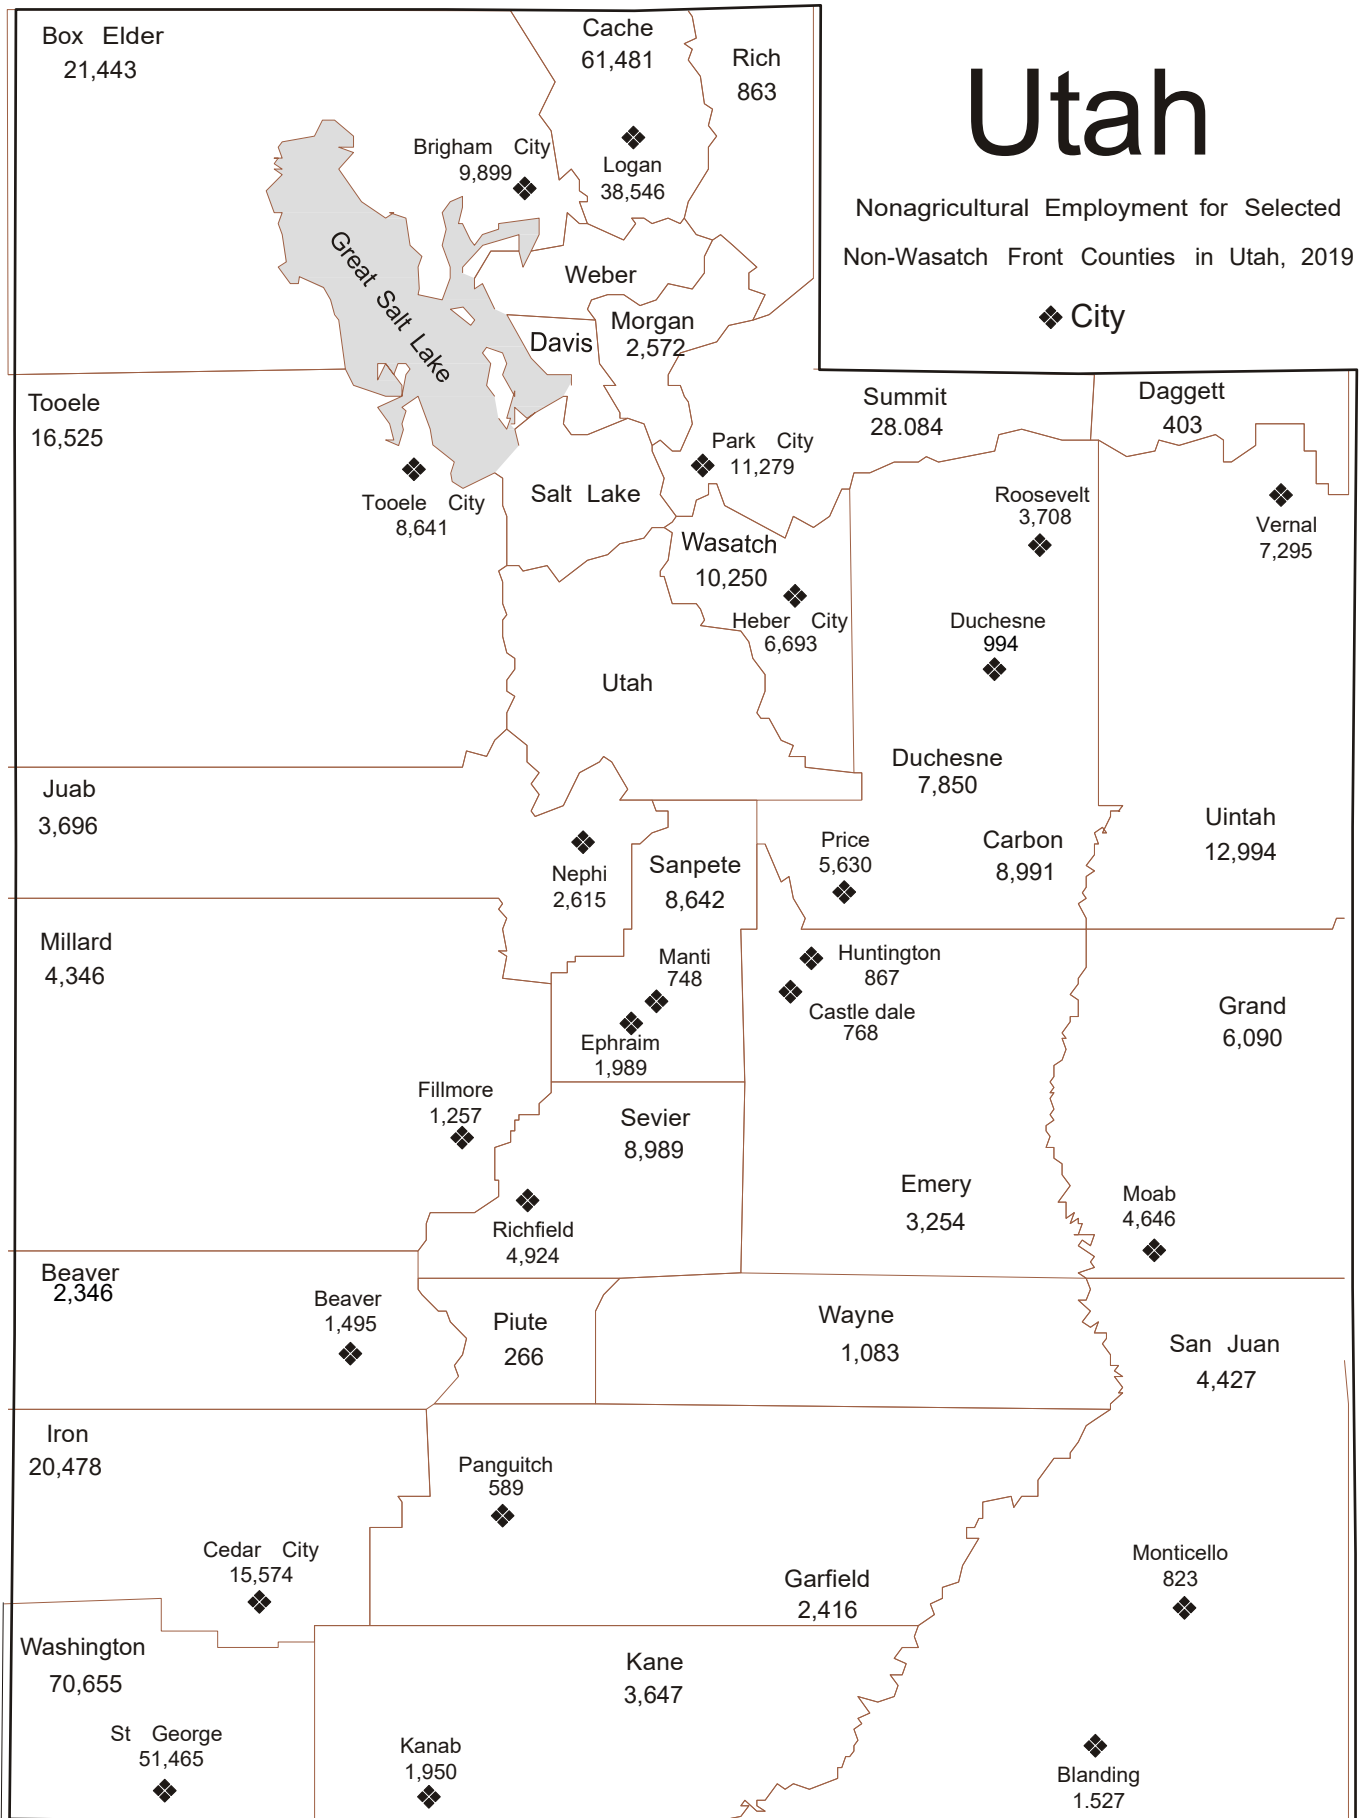 Utah
Nonagricultural Employment for Selected
Non-Wasatch Front Counties in Utah, 2019
City
Box Elder
21,443
Cache
61,481
Rich
863
Brigham City
9,899
Logan
38,546
Great Salt Lake
Weber
Davis
Morgan
2,572
Tooele
16,525
Tooele City
8,641
Salt Lake
Summit
28.084
Park City
11,279
Daggett
403
Wasatch
10,250
Heber City
6,693
Roosevelt
3,708
Vernal
7,295
Duchesne
994
Utah
Duchesne
7,850
Uintah
12,994
Juab
3,696
Nephi
2,615
Sanpete
8,642
Price
5,630
Carbon
8,991
Millard
4,346
Manti
748
Ephraim
1,989
Huntington
867
Castle dale
768
Grand
6,090
Fillmore
1,257
Sevier
8,989
Richfield
4,924
Emery
3,254
Moab
4,646
Beaver
2,346
Beaver
1,495
Piute
266
Wayne
1,083
San Juan
4,427
Iron
20,478
Cedar City
15,574
Panguitch
589
Garfield
2,416
Monticello
823
Washington
70,655
St George
51,465
Kane
3,647
Kanab
1,950
Blanding
1.527